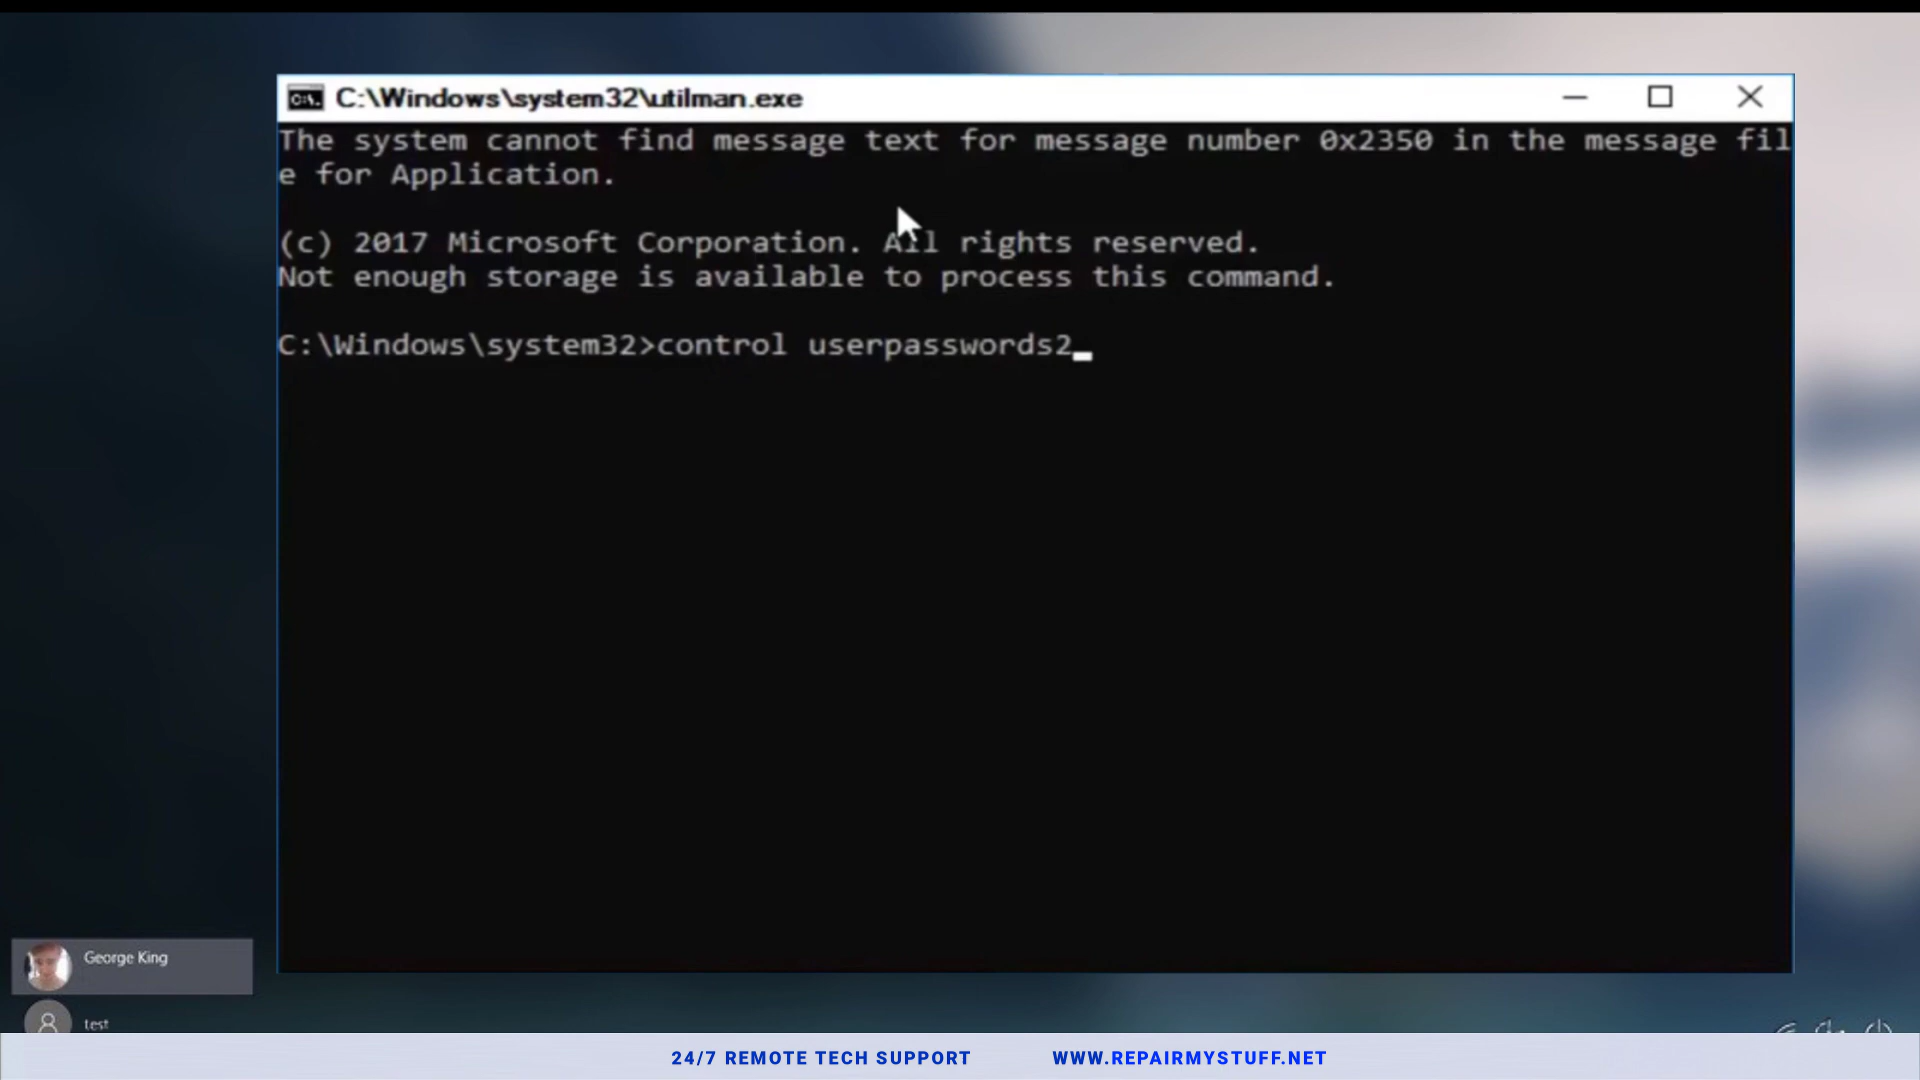 C:\Windows\system32\utilman.exe
The system cannot find message text for message number 0x2350 in the message fil
e for Application.
(c) 2017 Microsoft Corporation. All rights reserved.
Not enough storage is available to process this command.
C:\Windows\system32>control userpasswords2
George King
test
24/7 REMOTE TECH SUPPORT WWW.REPAIRMYSTUFF.NET